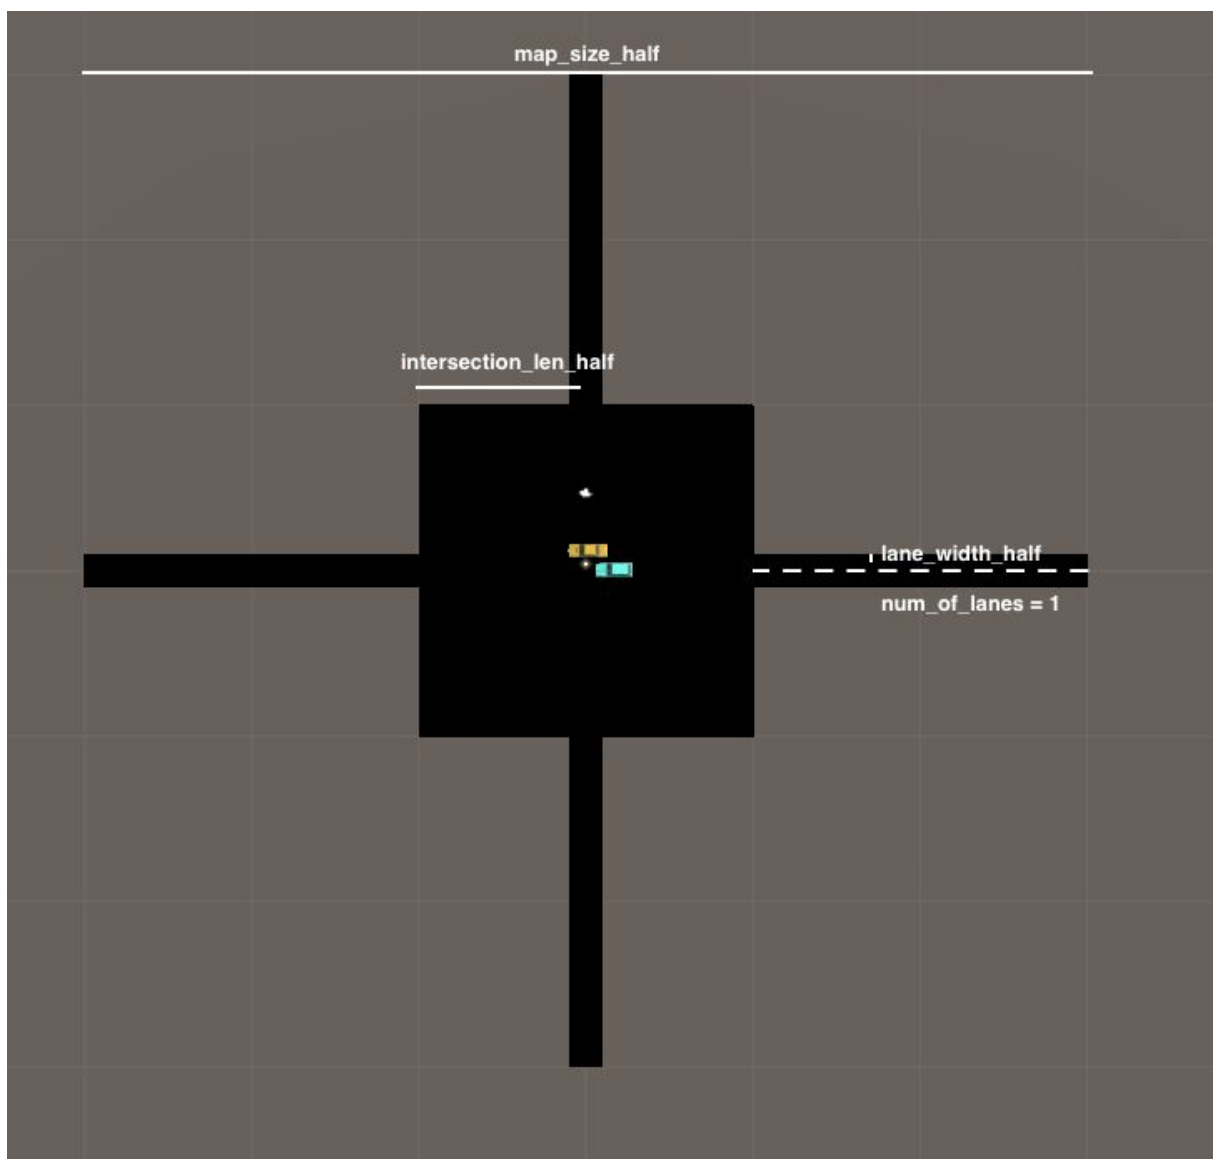 map_size_half
intersection_len_half
lane_width_half
num_of_lanes = 1